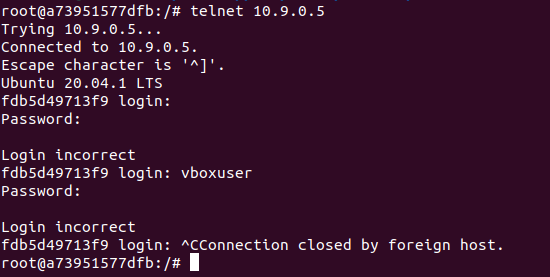 root@a73951577dfb:/# telnet 10.9.0.5
Trying 10.9.0.5...
Connected to 10.9.0.5.
Escape character is '^]'.
Ubuntu 20.04.1 LTS
fdb5d49713f9 login:
Password:
Login incorrect
fdb5d49713f9 login: vboxuser
Password:
Login incorrect
fdb5d49713f9 login: ^CConnection closed by foreign host.
root@a73951577dfb:/#